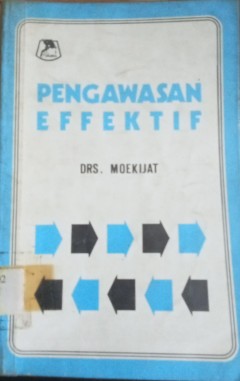 PENGAWASAN
EFFEKTIF
DRS. MOEKIJAT